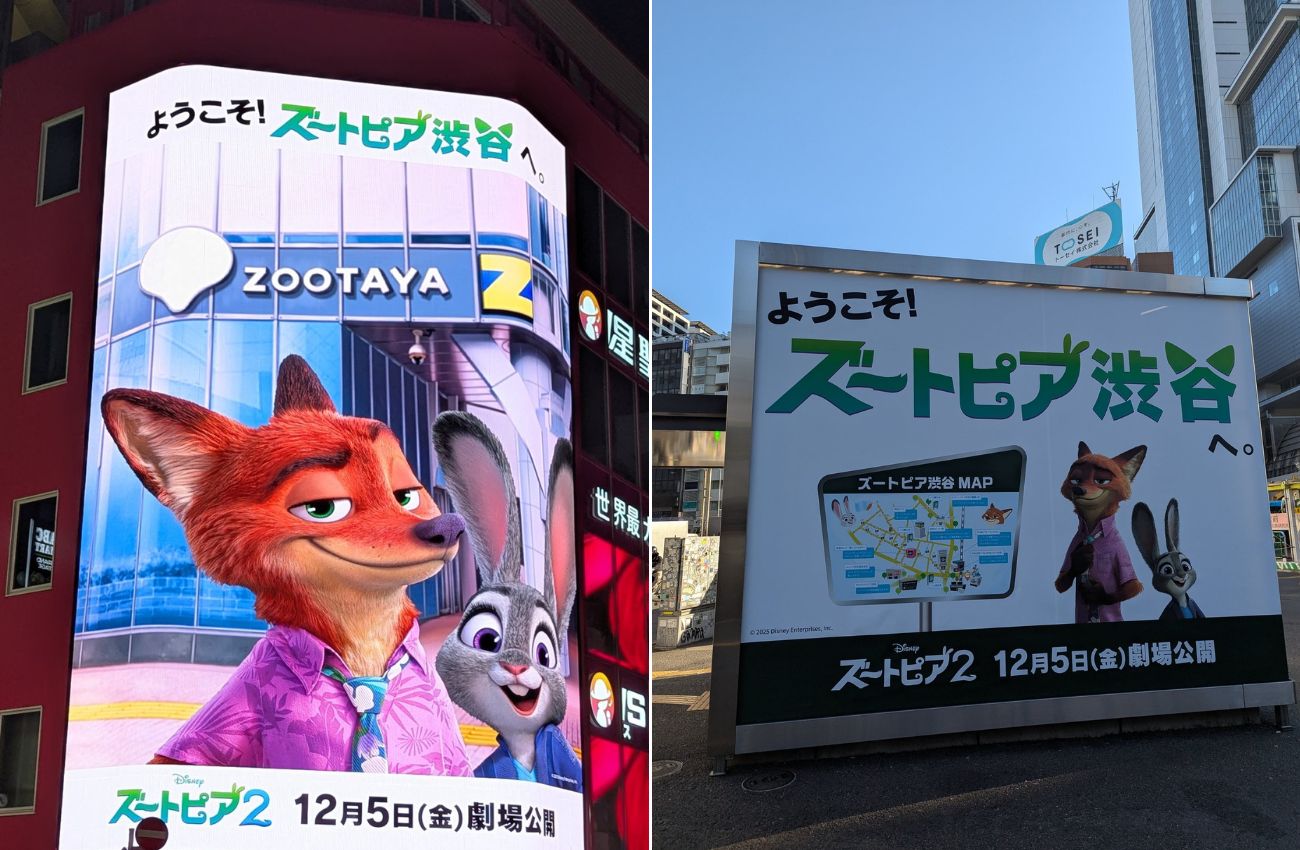 ようこそ! ズートピア渋谷へ。
ZOOTAYA
Z
星
世界最
Disney
ズートピア2 12月5日(金)劇場公開
TOSEI
トーセイ株式会社
ようこそ!
ズートピア渋谷
へ。
ズートピア渋谷 MAP
© 2025 Disney Enterprises, Inc.
Disney
ズートピア2 12月5日(金)劇場公開